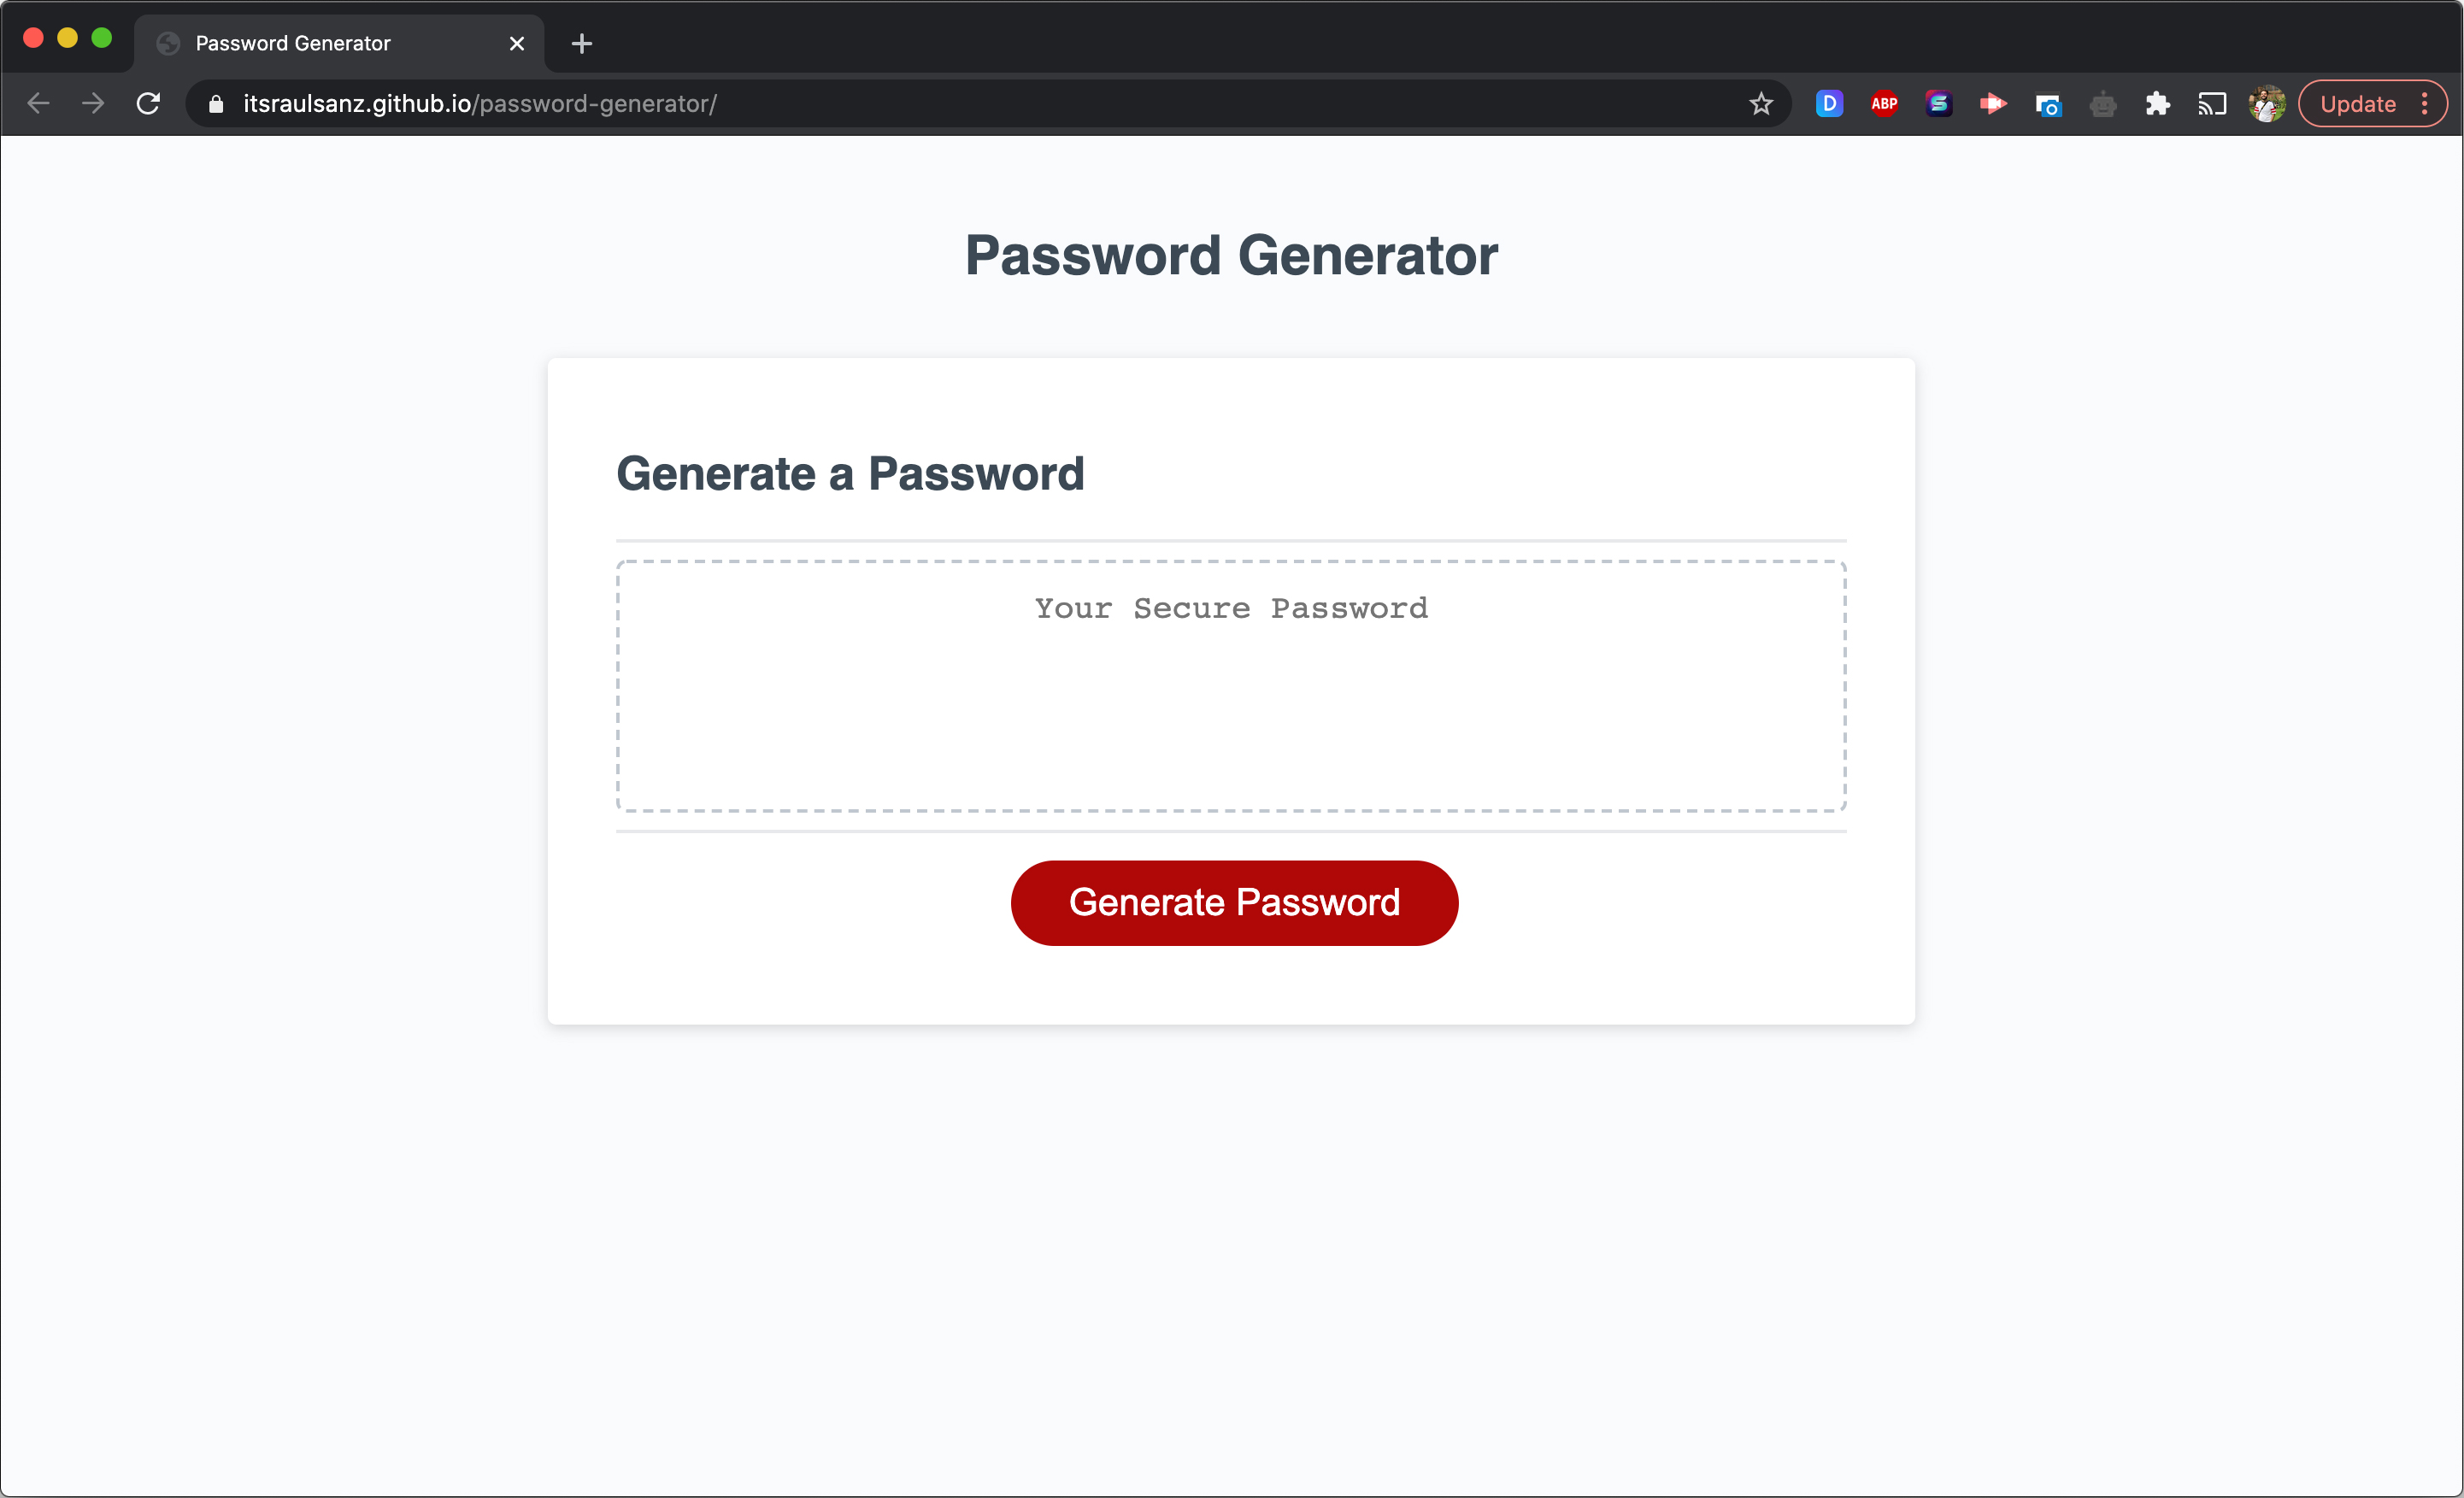 Password Generator
itsraulsanz.github.io/password-generator/
D
ABP
S
Update
Password Generator
Generate a Password
Your Secure Password
Generate Password